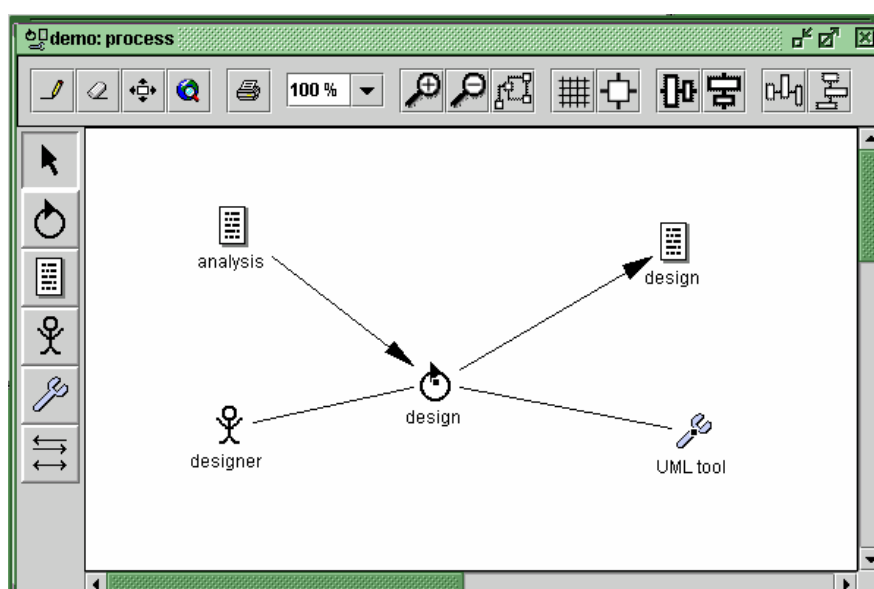 demo: process
100 %
analysis
design
design
designer
UML tool